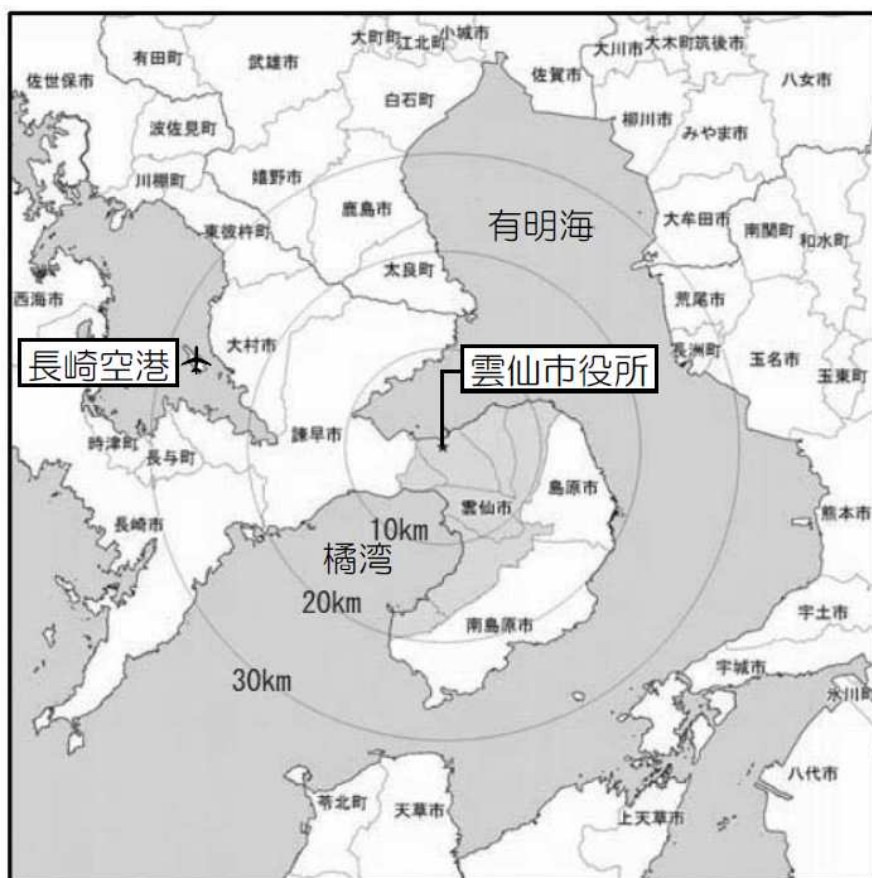 大町町
江北町
小城市
有田町
武雄市
大川市
大木町
筑後市
佐世保市
佐賀市
八女市
白石町
柳川市
みやま市
波佐見町
川棚町
嬉野市
鹿島市
東彼杵町
有明海
大牟田市
南関町
和水町
太良町
西海市
荒尾市
大村市
長崎空港
長洲町
玉名市
玉東町
雲仙市役所
時津町
長与町
諫早市
島原市
長崎市
雲仙市
熊本市
10km
橘湾
20km
南島原市
宇土市
30km
宇城市
氷川町
八代市
苓北町
天草市
上天草市